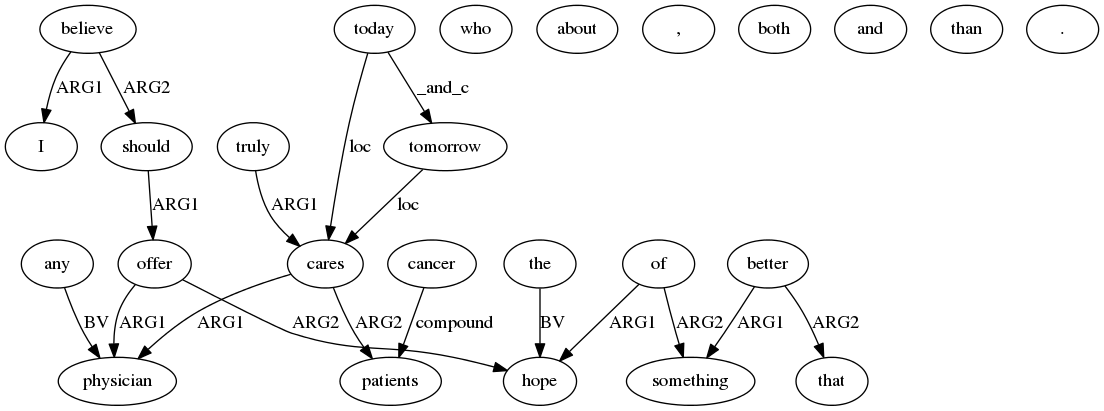 believe today who about , both and than .
ARG1 ARG2 _and_c
I should truly loc tomorrow
ARG1 ARG1 loc
any offer cares cancer the of better
BV ARG1 ARG1 ARG2 ARG2 compound BV ARG1 ARG2 ARG1 ARG2
physician patients hope something that